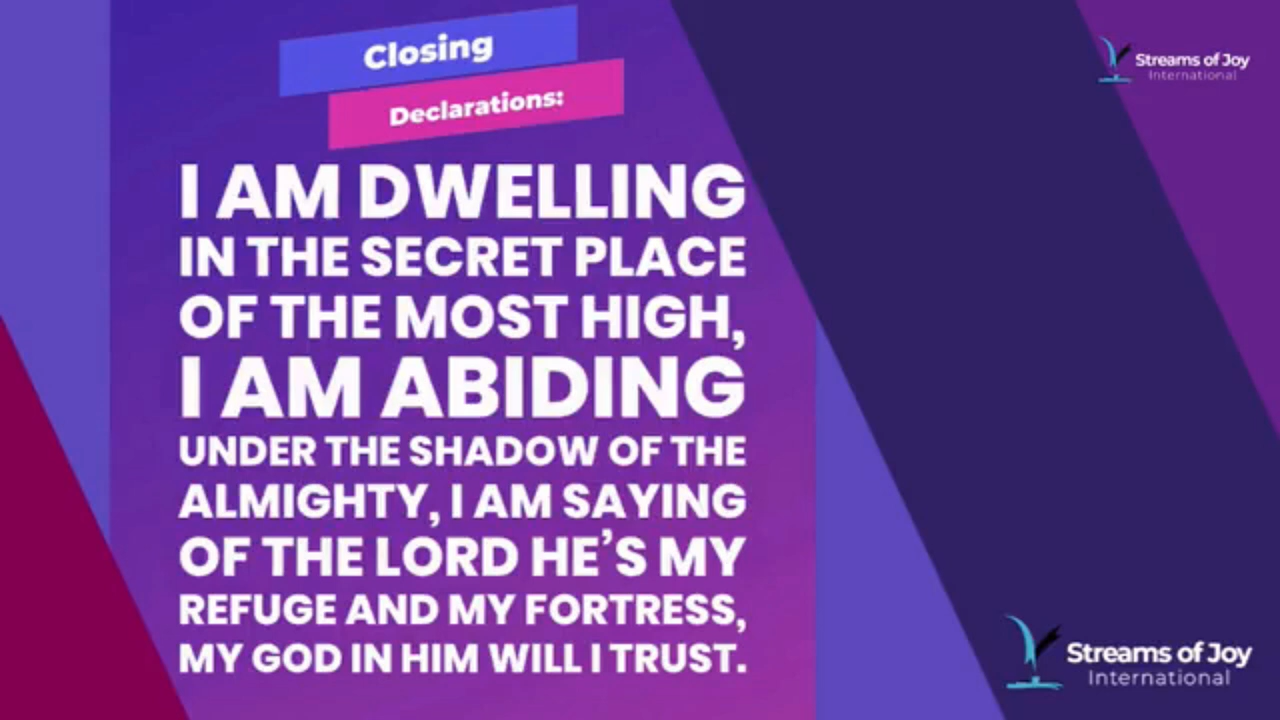 Closing
Declarations:
I AM DWELLING
IN THE SECRET PLACE
OF THE MOST HIGH,
I AM ABIDING
UNDER THE SHADOW OF THE
ALMIGHTY, I AM SAYING
OF THE LORD HE’S MY
REFUGE AND MY FORTRESS,
MY GOD IN HIM WILL I TRUST.
Streams of Joy
International
Streams of Joy
International